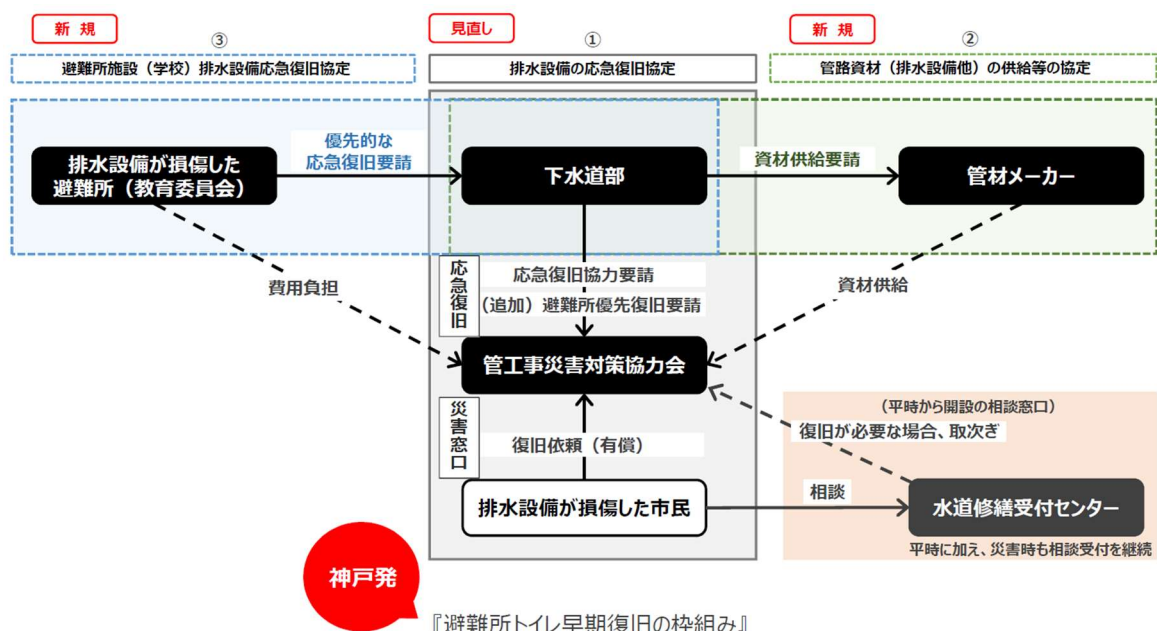 新 規
③
避難所施設（学校）排水設備応急復旧協定
見直し
①
排水設備の応急復旧協定
新 規
②
管路資材（排水設備他）の供給等の協定
排水設備が損傷した
避難所（教育委員会）
優先的な
応急復旧要請
下水道部
資材供給要請
管材メーカー
費用負担
応急復旧
応急復旧協力要請
（追加）避難所優先復旧要請
資材供給
管工事災害対策協力会
災害窓口
復旧依頼（有償）
（平時から開設の相談窓口）
復旧が必要な場合、取次ぎ
排水設備が損傷した市民
相談
水道修繕受付センター
平時に加え、災害時も相談受付を継続
神戸発
『避難所トイレ早期復旧の枠組み』